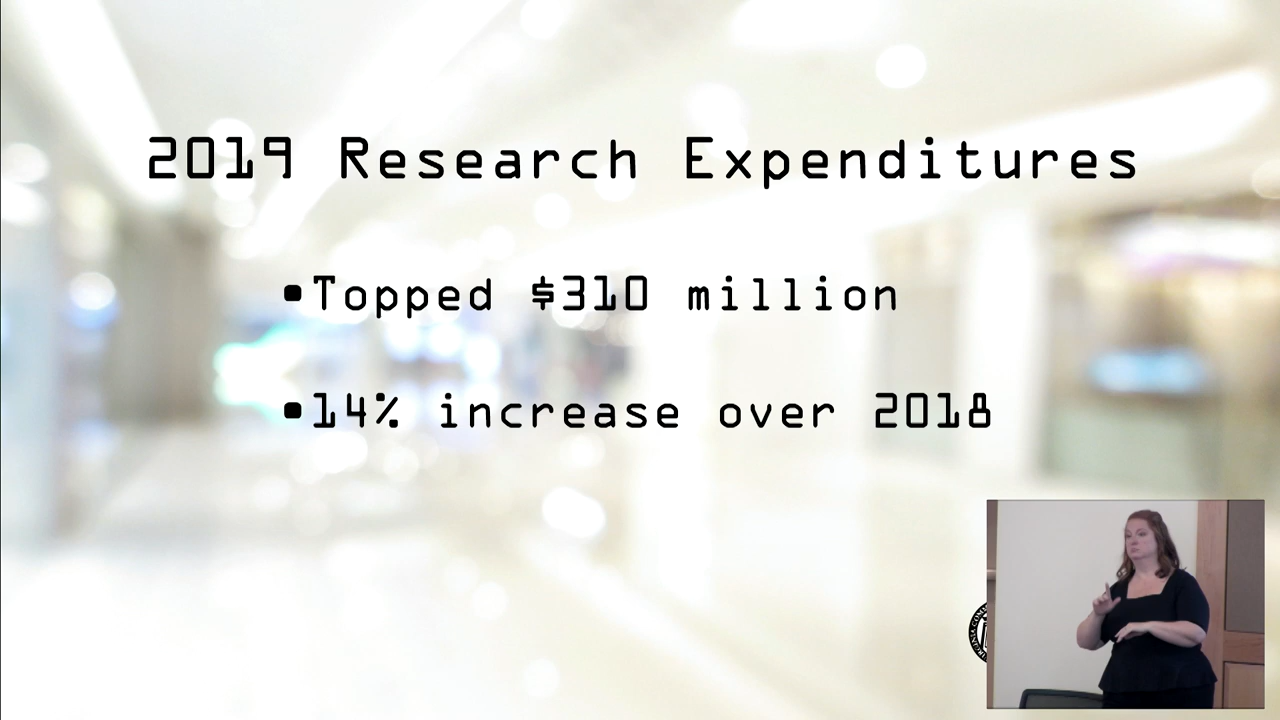 2019 Research Expenditures
•Topped $310 million
•14% increase over 2018